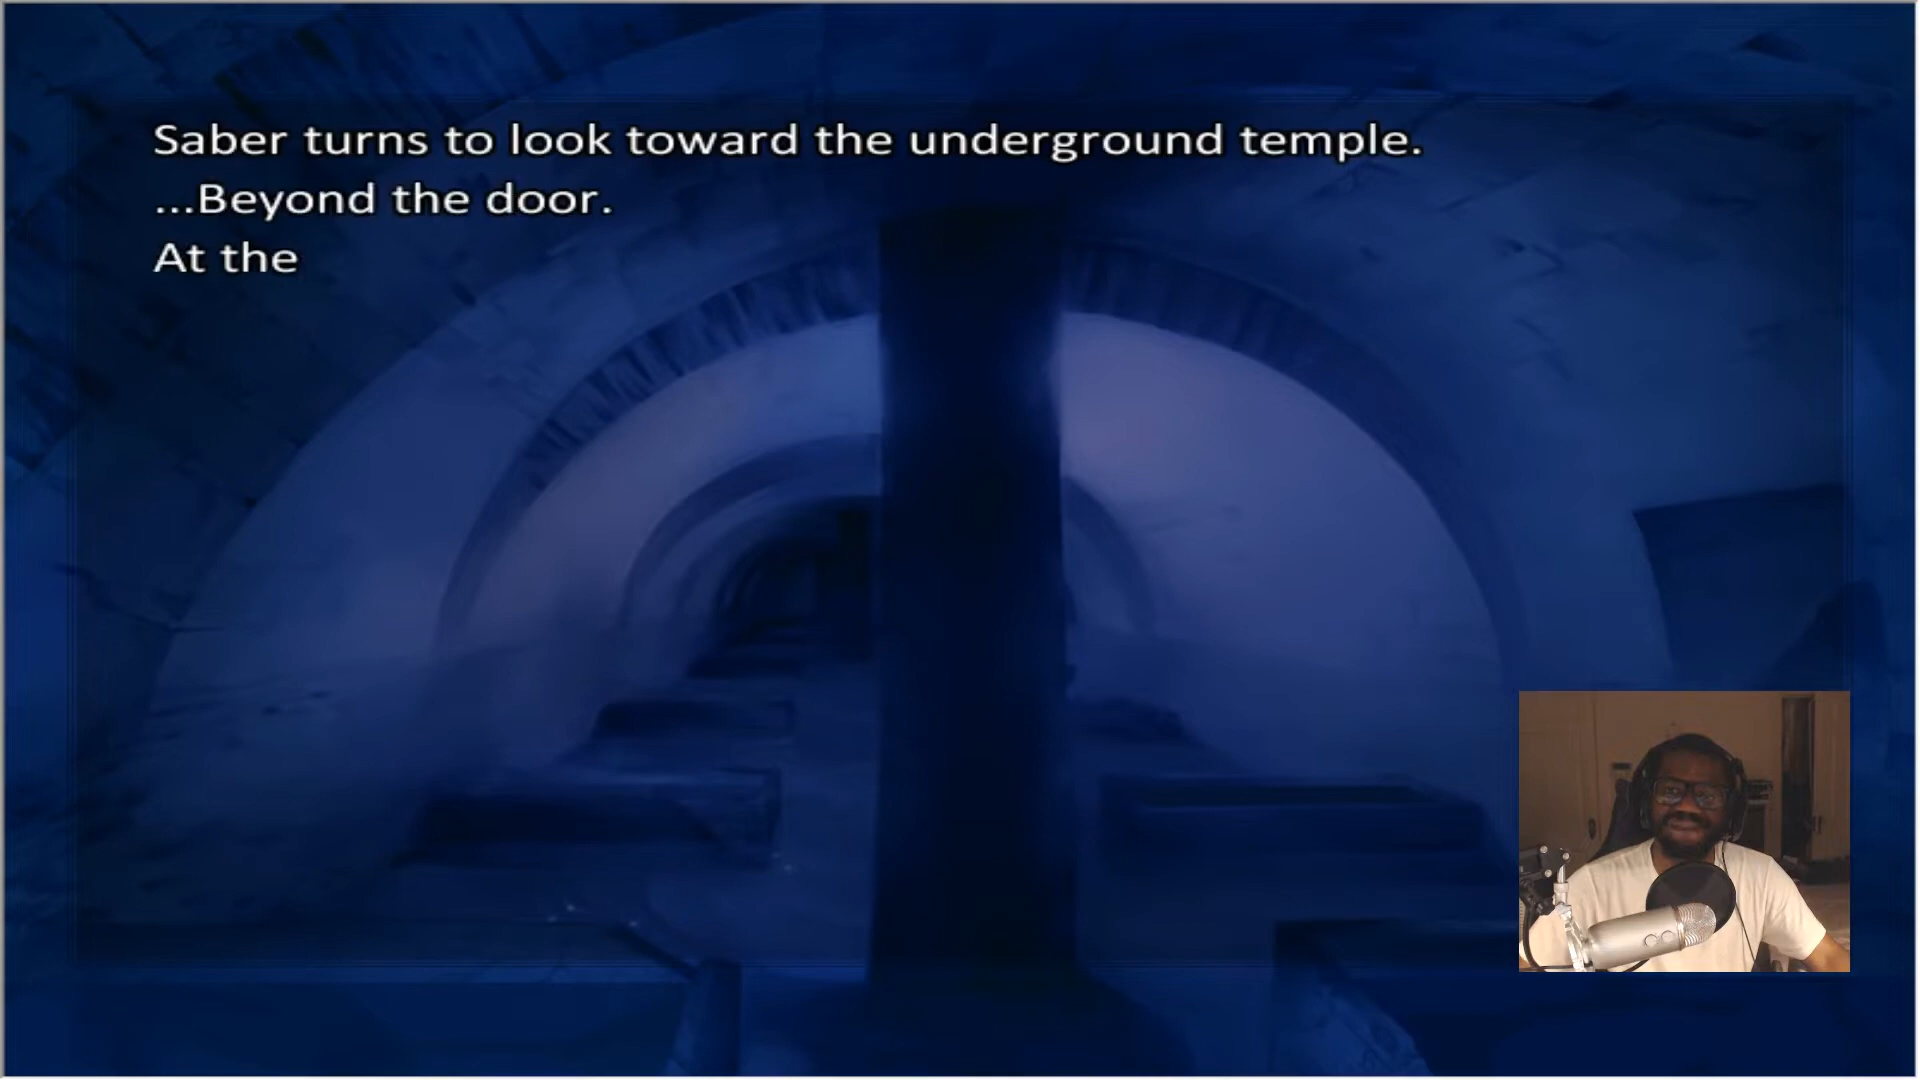 Saber turns to look toward the underground temple.
...Beyond the door.
At the